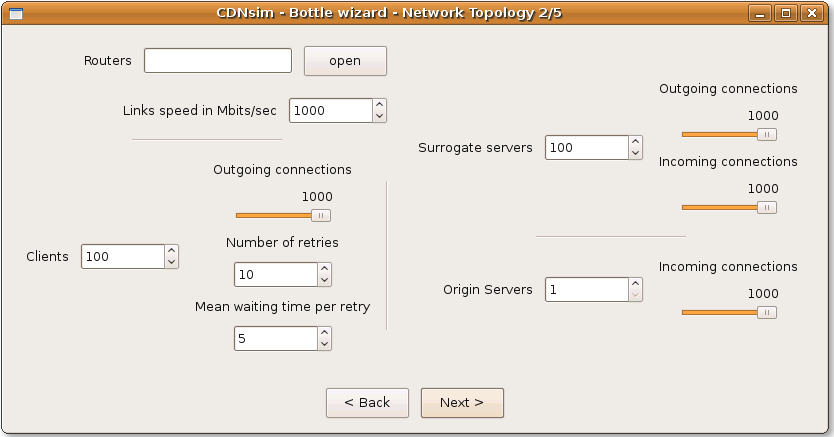 CDNsim - Bottle wizard - Network Topology 2/5
Routers
open
Links speed in Mbits/sec
1000
Outgoing connections
1000
Clients
100
Number of retries
10
Mean waiting time per retry
5
Surrogate servers
100
Outgoing connections
1000
Incoming connections
1000
Origin Servers
1
Incoming connections
1000
< Back
Next >